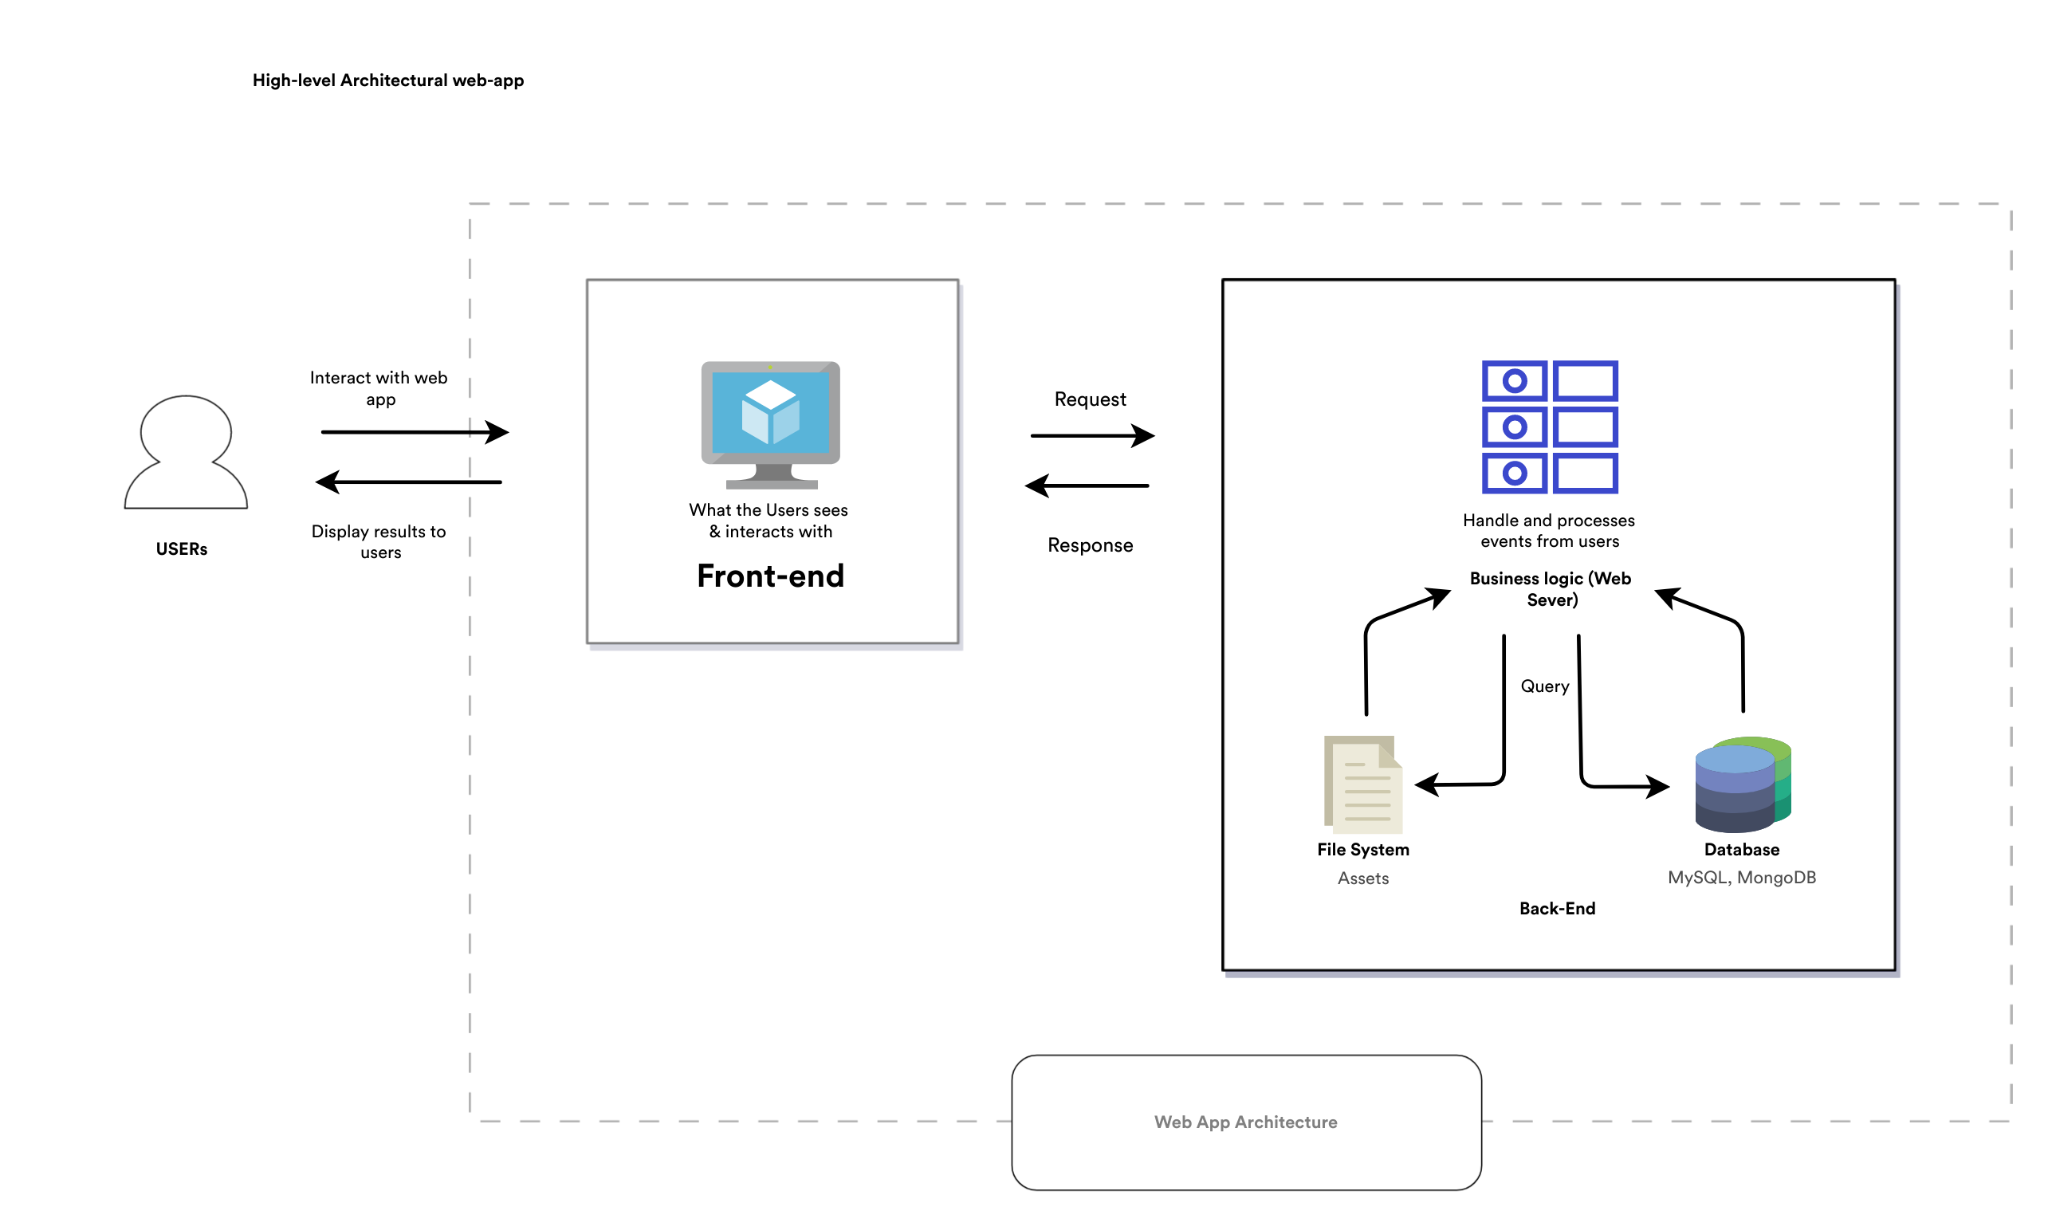 High-level Architectural web-app
Interact with web
app
Display results to
users
USERs
What the Users sees
& interacts with
Front-end
Request
Response
Handle and processes
events from users
Business logic (Web
Sever)
Query
File System
Assets
Database
MySQL, MongoDB
Back-End
Web App Architecture